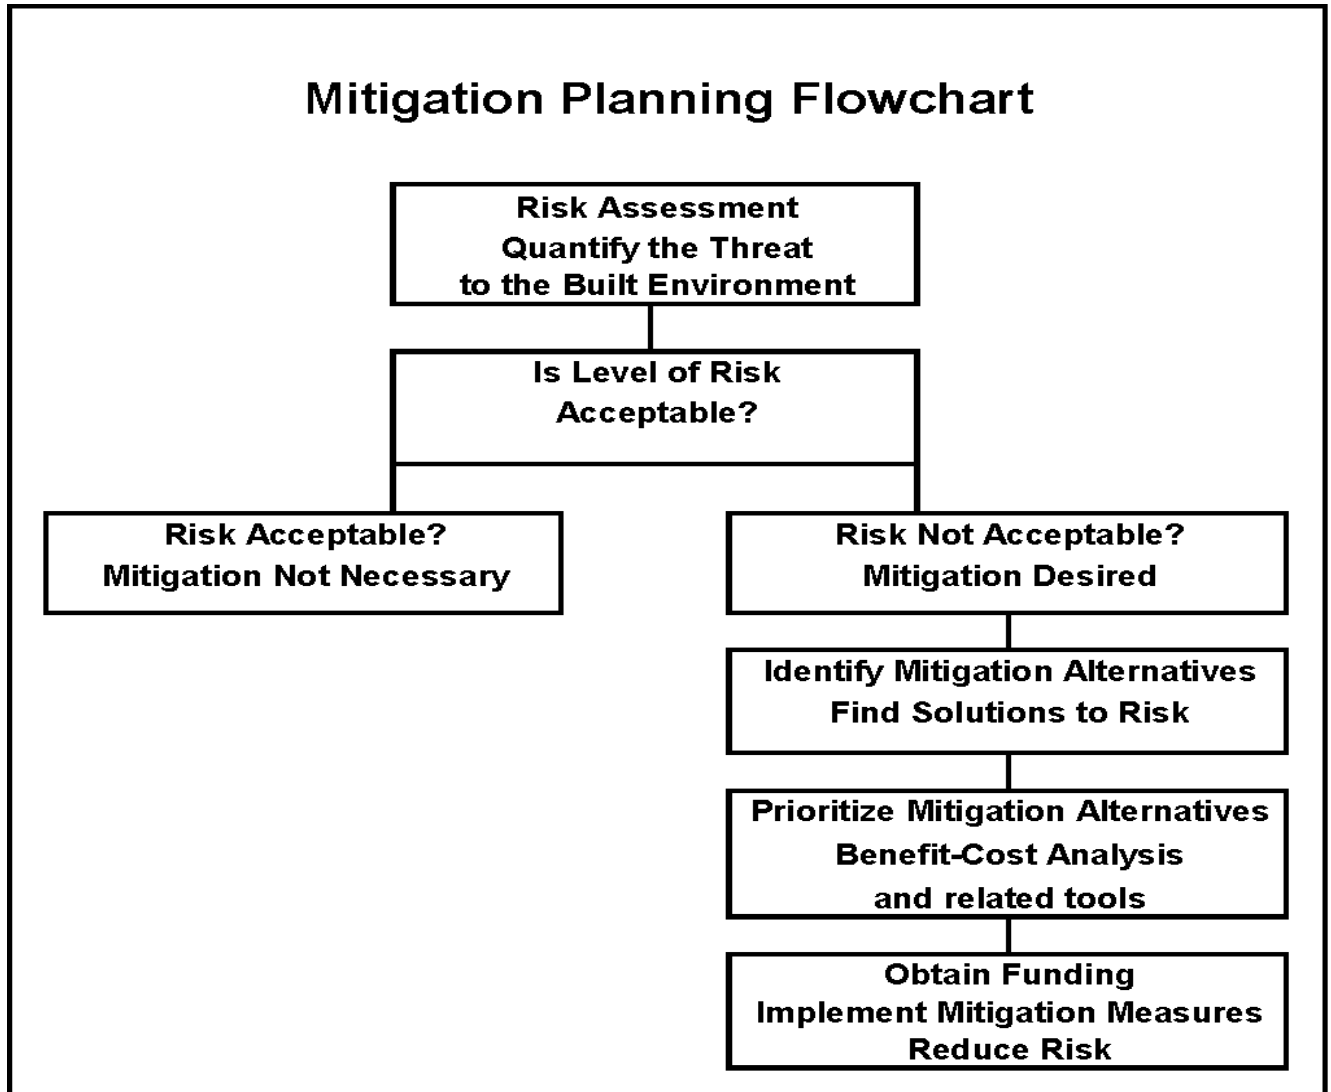 Mitigation Planning Flowchart
Risk Assessment
Quantify the Threat
to the Built Environment
Is Level of Risk
Acceptable?
Risk Acceptable?
Mitigation Not Necessary
Risk Not Acceptable?
Mitigation Desired
Identify Mitigation Alternatives
Find Solutions to Risk
Prioritize Mitigation Alternatives
Benefit-Cost Analysis
and related tools
Obtain Funding
Implement Mitigation Measures
Reduce Risk